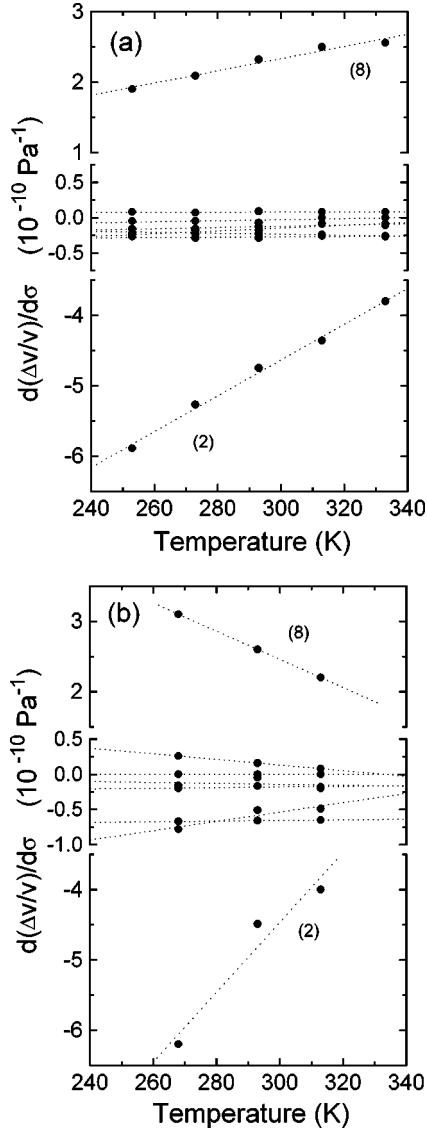 (a)
3
(8)
2
1
0.5
0.0
-0.5
-4
-5
(2)
-6
d(Δv/v)/dσ (10⁻¹⁰ Pa⁻¹)
240 260 280 300 320 340
Temperature (K)
(b)
(8)
3
2
0.5
0.0
-0.5
-1.0
-4
-5
(2)
-6
d(Δv/v)/dσ (10⁻¹⁰ Pa⁻¹)
240 260 280 300 320 340
Temperature (K)